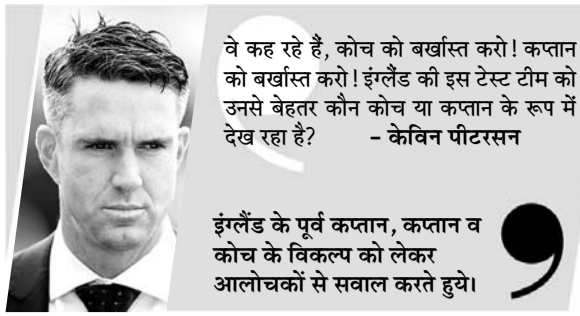 वे कह रहे हैं, कोच को बर्खास्त करो! कप्तान
को बर्खास्त करो! इंग्लैंड की इस टेस्ट टीम को
उनसे बेहतर कौन कोच या कप्तान के रूप में
देख रहा है? – केविन पीटरसन
इंग्लैंड के पूर्व कप्तान, कप्तान व
कोच के विकल्प को लेकर
आलोचकों से सवाल करते हुये।